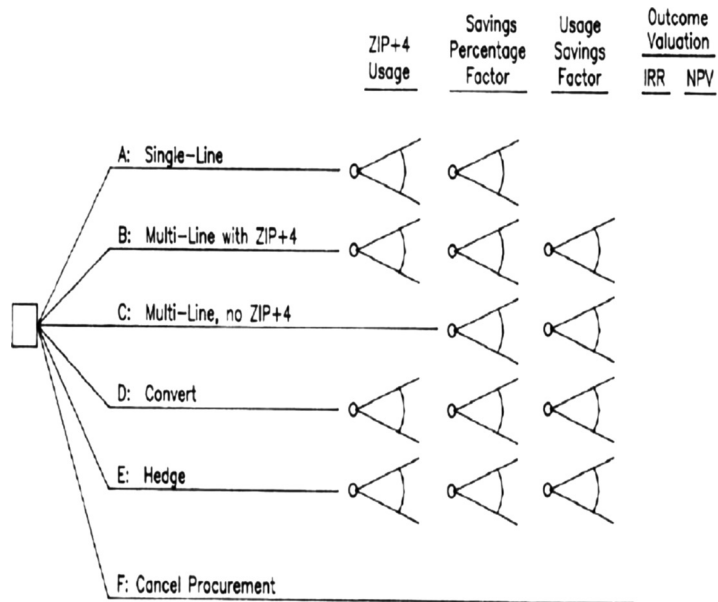 ZIP+4
Usage
Savings
Percentage
Factor
Usage
Savings
Factor
Outcome
Valuation
IRR NPV
A: Single-Line
B: Multi-Line with ZIP+4
C: Multi-Line, no ZIP+4
D: Convert
E: Hedge
F: Cancel Procurement